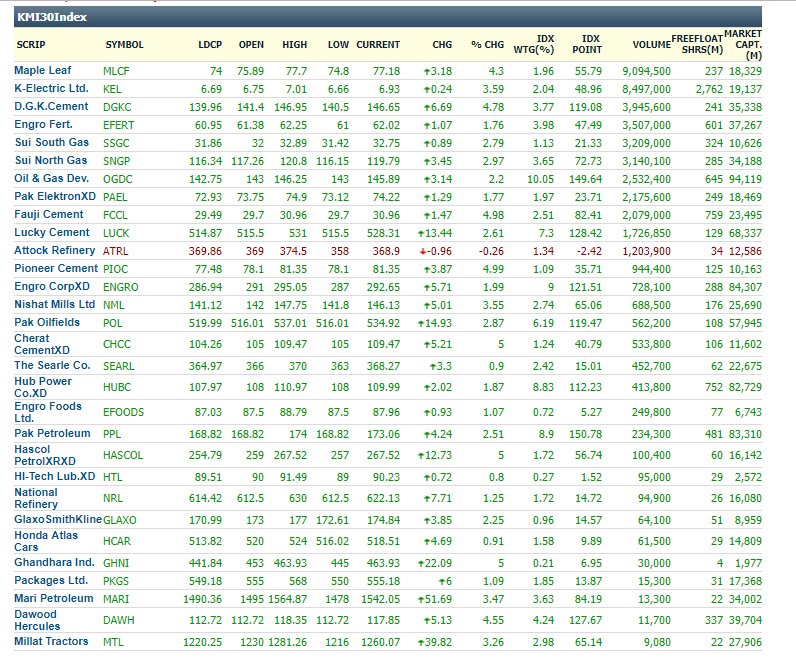 KMI30Index
SCRIP SYMBOL LDCP OPEN HIGH LOW CURRENT CHG % CHG IDX WTG(%) IDX POINT VOLUME FREEFLOAT SHRS(M) MARKET CAPT. (M)
Maple Leaf MLCF 74 75.89 77.7 74.8 77.18 3.18 4.3 1.96 55.79 9,094,500 237 18,329
K-Electric Ltd. KEL 6.69 6.75 7.01 6.66 6.93 0.24 3.59 2.04 48.96 8,497,000 2,762 19,137
D.G.K.Cement DGKC 139.96 141.4 146.95 140.5 146.65 6.69 4.78 3.77 119.08 3,945,600 241 35,338
Engro Fert. EFERT 60.95 61.38 62.25 61 62.02 1.07 1.76 3.98 47.49 3,507,000 601 37,267
Sui South Gas SSGC 31.86 32 32.89 31.42 32.75 0.89 2.79 1.13 21.33 3,209,000 324 10,626
Sui North Gas SNGP 116.34 117.26 120.8 116.15 119.79 3.45 2.97 3.65 72.73 3,140,100 285 34,188
Oil & Gas Dev. OGDC 142.75 143 146.25 143 145.89 3.14 2.2 10.05 149.64 2,532,400 645 94,119
Pak ElektronXD PAEL 72.93 73.75 74.9 73.12 74.22 1.29 1.77 1.97 23.71 2,175,600 249 18,469
Fauji Cement FCCL 29.49 29.7 30.96 29.7 30.96 1.47 4.98 2.51 82.41 2,079,000 759 23,495
Lucky Cement LUCK 514.87 515.5 531 515.5 528.31 13.44 2.61 7.3 128.42 1,726,850 129 68,337
Attock Refinery ATRL 369.86 369 374.5 358 368.9 -0.96 -0.26 1.34 -2.42 1,203,900 34 12,586
Pioneer Cement PIOC 77.48 78.1 81.35 78.1 81.35 3.87 4.99 1.09 35.71 944,400 125 10,163
Engro CorpXD ENGRO 286.94 291 295.05 287 292.65 5.71 1.99 9 121.51 728,100 288 84,307
Nishat Mills Ltd NML 141.12 142 147.75 141.8 146.13 5.01 3.55 2.74 65.06 688,500 176 25,690
Pak Oilfields POL 519.99 516.01 537.01 516.01 534.92 14.93 2.87 6.19 119.47 562,200 108 57,945
Cherat CementXD CHCC 104.26 105 109.47 105 109.47 5.21 5 1.24 40.79 533,800 106 11,602
The Searle Co. SEARL 364.97 366 370 363 368.27 3.3 0.9 2.42 15.01 452,700 62 22,675
Hub Power Co.XD HUBC 107.97 108 110.97 108 109.99 2.02 1.87 8.83 112.23 413,800 752 82,729
Engro Foods Ltd. EFOODS 87.03 87.5 88.79 87.5 87.96 0.93 1.07 0.72 5.27 249,800 77 6,743
Pak Petroleum PPL 168.82 168.82 174 168.82 173.06 4.24 2.51 8.9 150.78 234,300 481 83,310
Hascol PetrolXRXD HASCOL 254.79 259 267.52 257 267.52 12.73 5 1.72 56.74 100,400 60 16,142
HI-Tech Lub.XD HTL 89.51 90 91.49 89 90.23 0.72 0.8 0.27 1.52 95,000 29 2,572
National Refinery NRL 614.42 612.5 630 612.5 622.13 7.71 1.25 1.72 14.72 94,900 26 16,080
GlaxoSmithKline GLAXO 170.99 173 177 172.61 174.84 3.85 2.25 0.96 14.57 64,100 51 8,959
Honda Atlas Cars HCAR 513.82 520 524 516.02 518.51 4.69 0.91 1.58 9.89 61,500 29 14,809
Ghandhara Ind. GHNI 441.84 453 463.93 445 463.93 22.09 5 0.21 6.95 30,000 4 1,977
Packages Ltd. PKGS 549.18 555 568 550 555.18 6 1.09 1.85 13.87 15,300 31 17,368
Mari Petroleum MARI 1490.36 1495 1564.87 1478 1542.05 51.69 3.47 3.63 84.19 13,300 22 34,002
Dawood Hercules DAWH 112.72 112.72 118.35 112.72 117.85 5.13 4.55 4.24 127.67 11,700 337 39,704
Millat Tractors MTL 1220.25 1230 1281.26 1216 1260.07 39.82 3.26 2.98 65.14 9,080 22 27,906